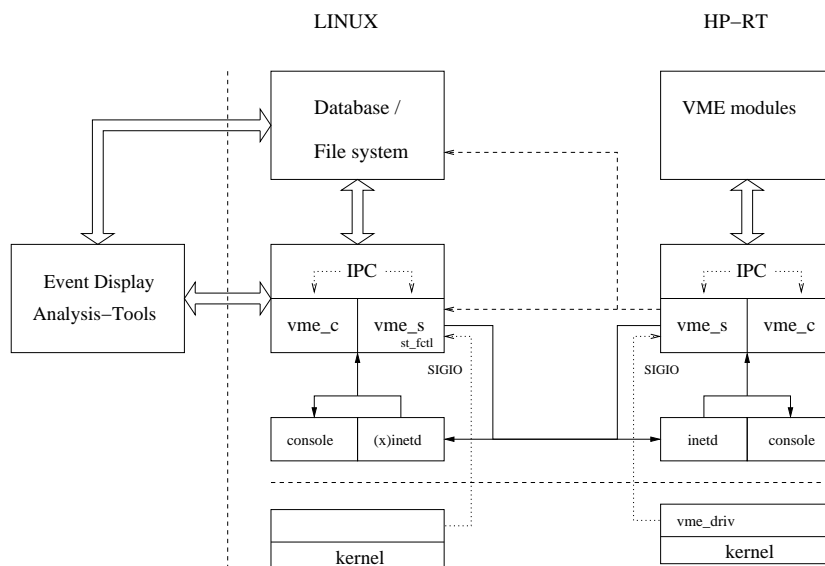 LINUX
HP−RT
Database /
File system
VME modules
IPC
IPC
Event Display
Analysis−Tools
vme_c
vme_s
st_fctl
vme_s
vme_c
SIGIO
SIGIO
console
(x)inetd
inetd
console
vme_driv
kernel
kernel